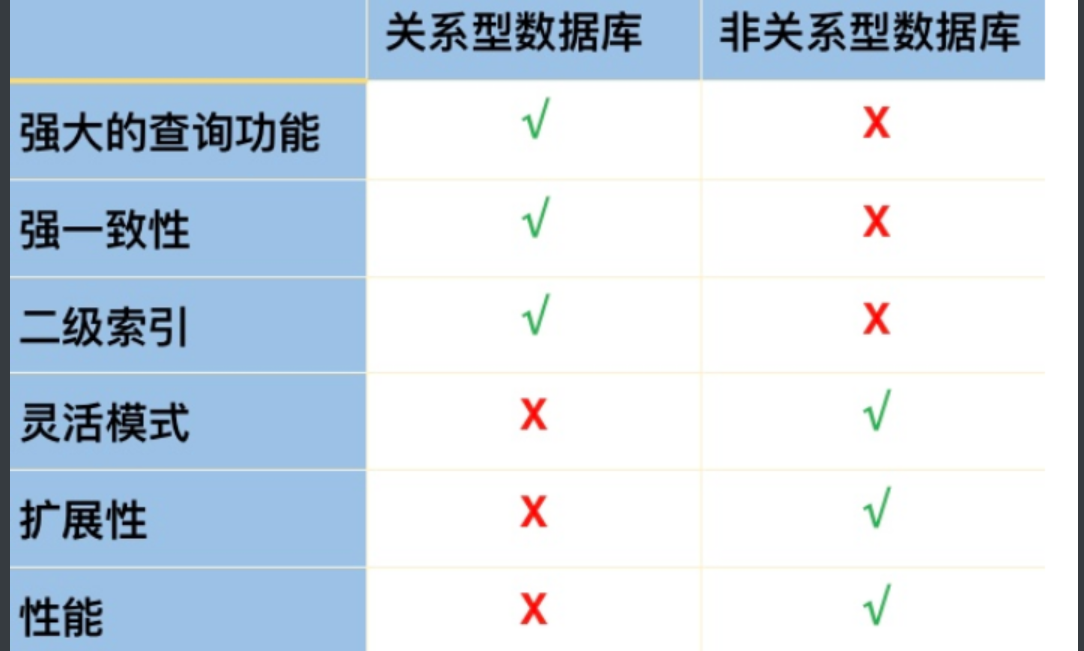 关系型数据库 非关系型数据库
强大的查询功能 √ X
强一致性 √ X
二级索引 √ X
灵活模式 X √
扩展性 X √
性能 X √